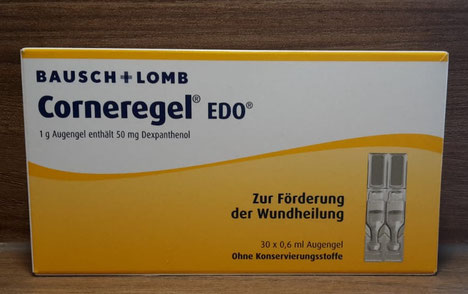 BAUSCH+LOMB
Corneregel® EDO®
1 g Augengel enthält 50 mg Dexpanthenol
Zur Förderung
der Wundheilung
30 x 0,6 ml Augengel
Ohne Konservierungsstoffe